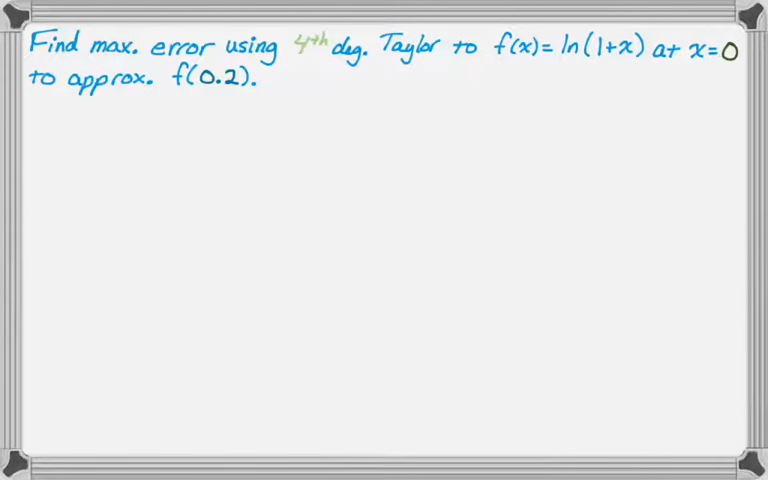 Find max. error using 4th deg. Taylor to f(x)= ln(1+x) at x=0
to approx. f(0.2).